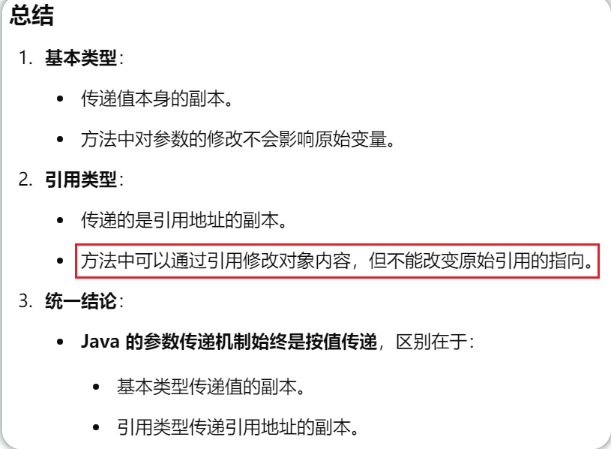 总结
1. 基本类型：
• 传递值本身的副本。
• 方法中对参数的修改不会影响原始变量。
2. 引用类型：
• 传递的是引用地址的副本。
• 方法中可以通过引用修改对象内容，但不能改变原始引用的指向。
3. 统一结论：
• Java 的参数传递机制始终是按值传递，区别在于：
• 基本类型传递值的副本。
• 引用类型传递引用地址的副本。